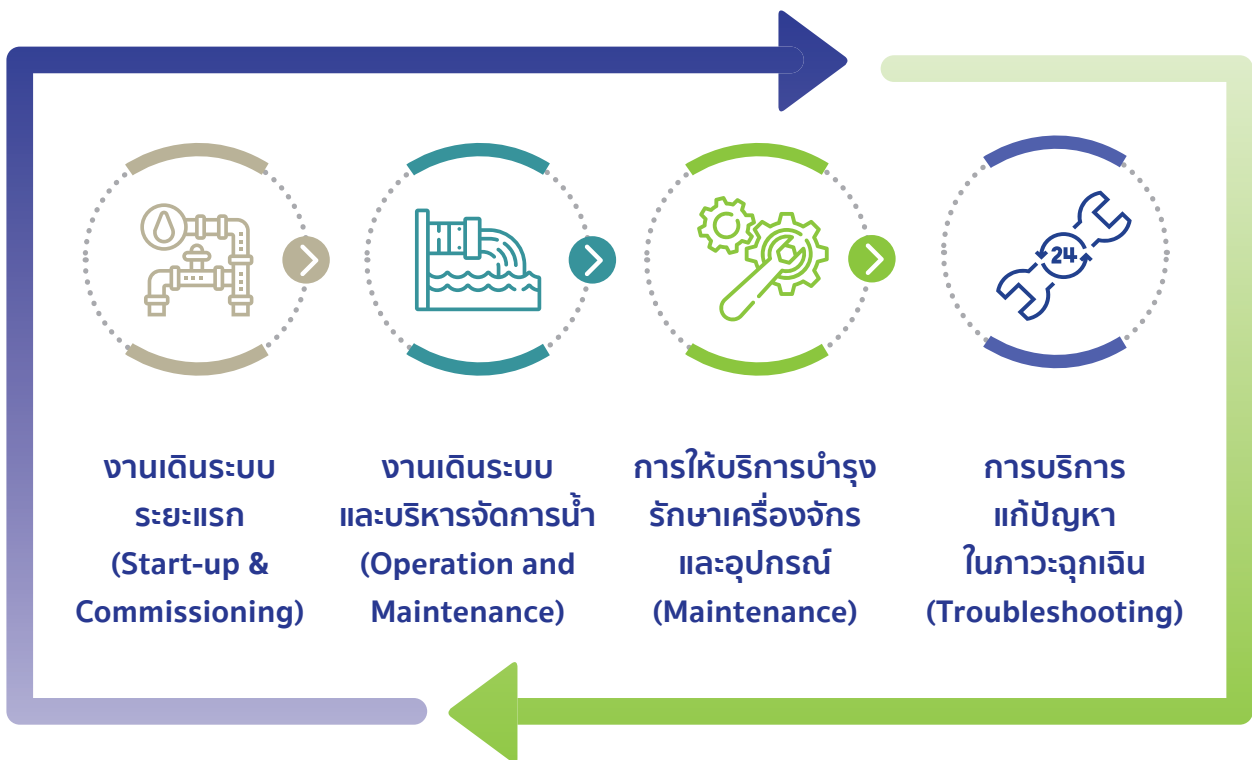 24
งานเดินระบบ
ระยะแรก
(Start-up &
Commissioning)
งานเดินระบบ
และบริหารจัดการน้ำ
(Operation and
Maintenance)
การให้บริการบำรุง
รักษาเครื่องจักร
และอุปกรณ์
(Maintenance)
การบริการ
แก้ปัญหา
ในภาวะฉุกเฉิน
(Troubleshooting)